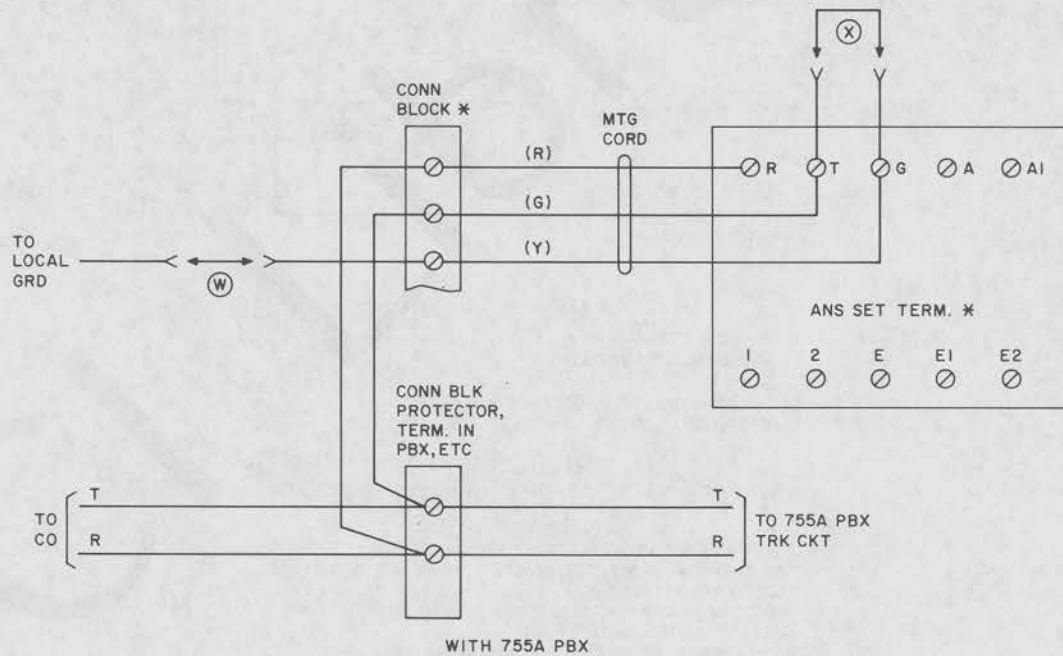 X
CONN
BLOCK *
MTG
CORD
(R)
R T G A A1
(G)
TO
LOCAL
GRD
W
(Y)
ANS SET TERM. *
1 2 E E1 E2
CONN BLK
PROTECTOR,
TERM. IN
PBX, ETC
T T
TO
CO
TO 755A PBX
TRK CKT
R R
WITH 755A PBX